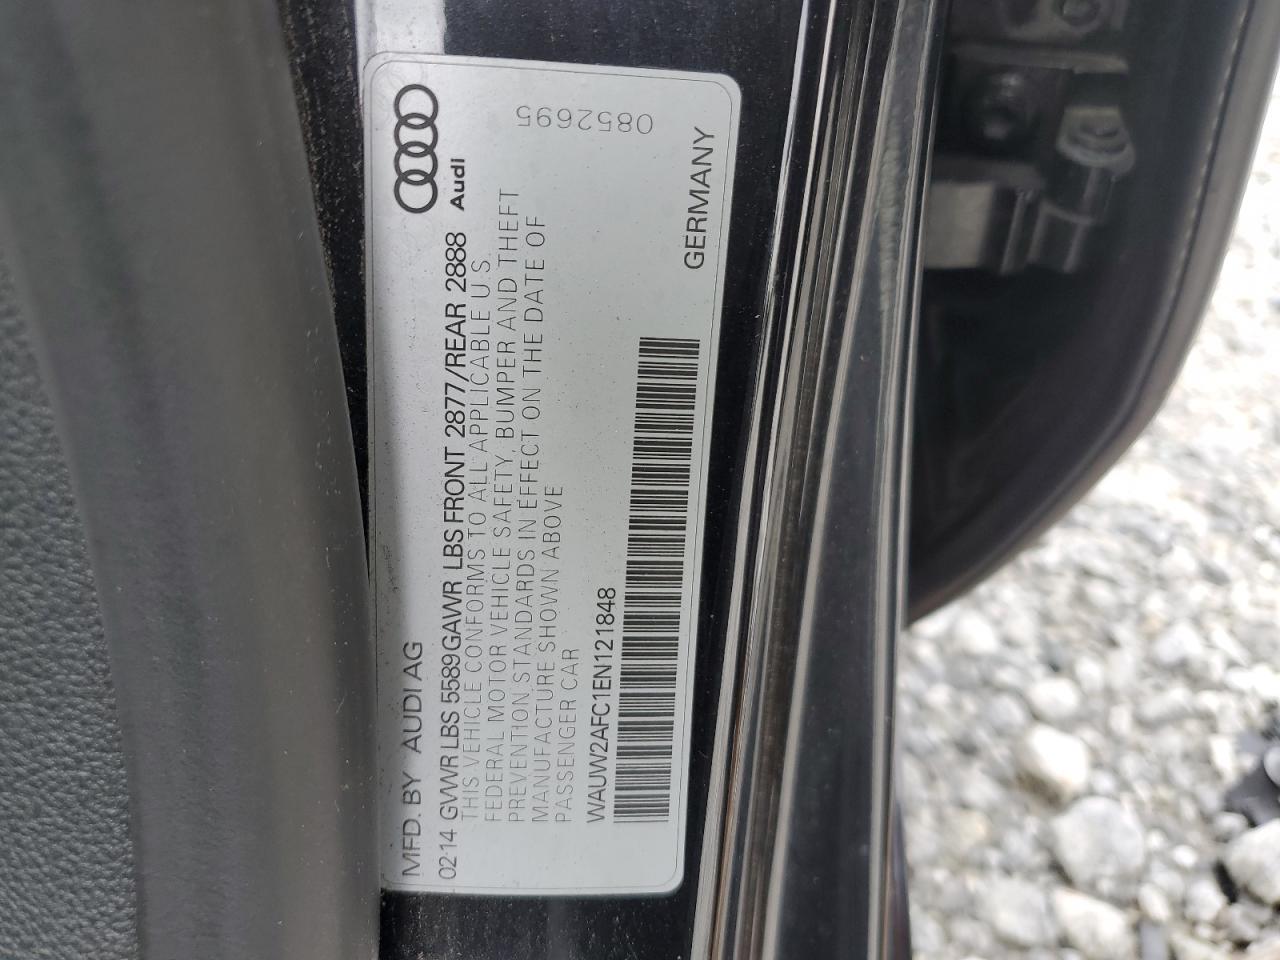 MFD. BY AUDI AG
0214 GVWR LBS 5589 GAWR LBS FRONT 2877/REAR 2888
Audi
THIS VEHICLE CONFORMS TO ALL APPLICABLE U.S.
FEDERAL MOTOR VEHICLE SAFETY, BUMPER AND THEFT
PREVENTION STANDARDS IN EFFECT ON THE DATE OF
MANUFACTURE SHOWN ABOVE
PASSENGER CAR
WAUW2AFC1EN121848
GERMANY
0852695